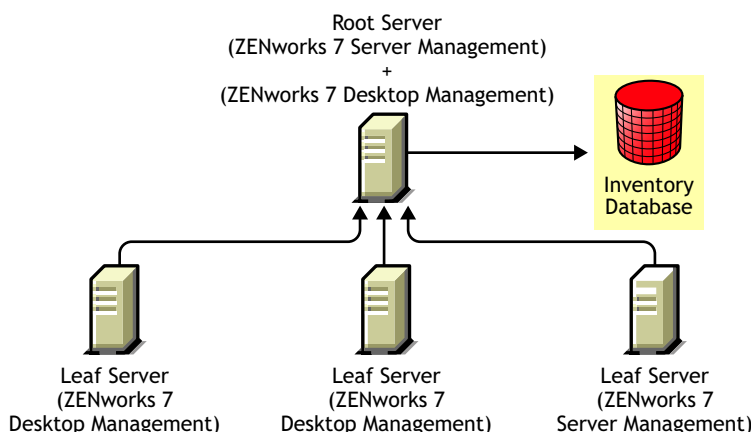 Root Server
(ZENworks 7 Server Management)
+
(ZENworks 7 Desktop Management)
Inventory
Database
Leaf Server
(ZENworks 7
Desktop Management)
Leaf Server
(ZENworks 7
Desktop Management)
Leaf Server
(ZENworks 7
Server Management)